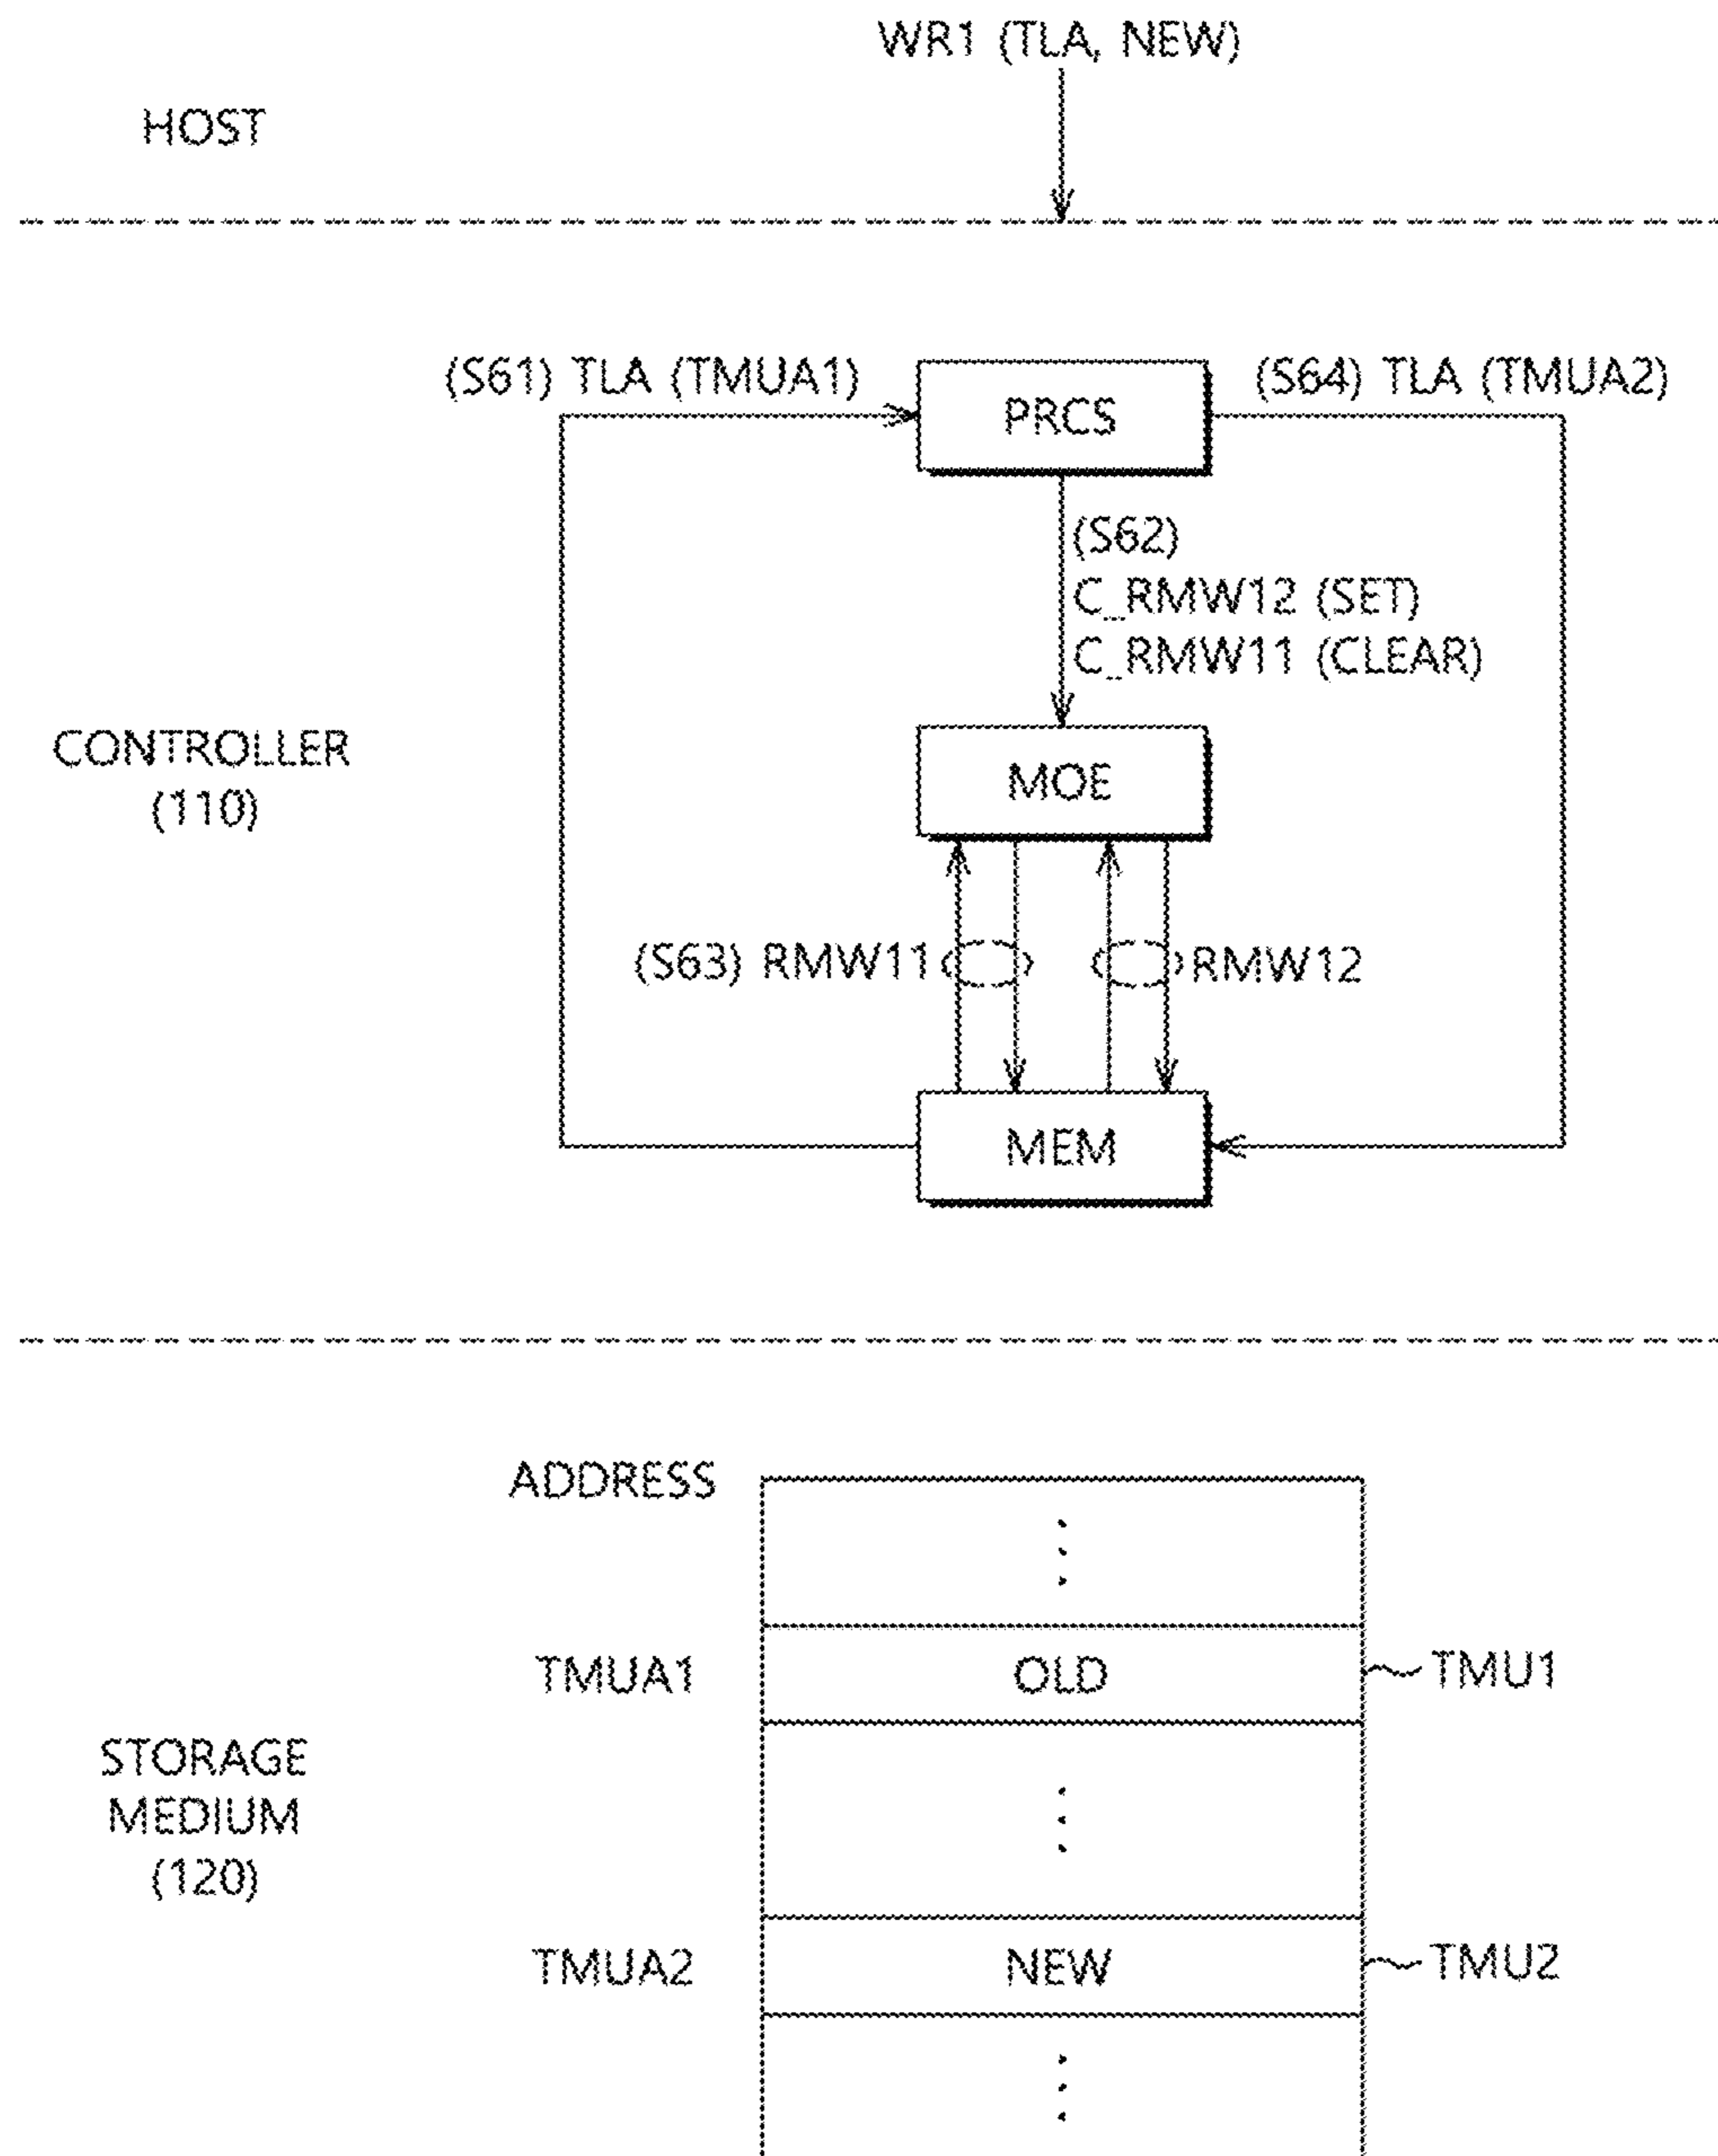 WR1 (TLA, NEW)
HOST
(S61) TLA (TMUA1)
PRCS
(S64) TLA (TMUA2)
(S62)
C_RMW12 (SET)
C_RMW11 (CLEAR)
CONTROLLER
(110)
MOE
(S63) RMW11
RMW12
MEM
ADDRESS
TMUA1
OLD
TMU1
STORAGE
MEDIUM
(120)
TMUA2
NEW
TMU2